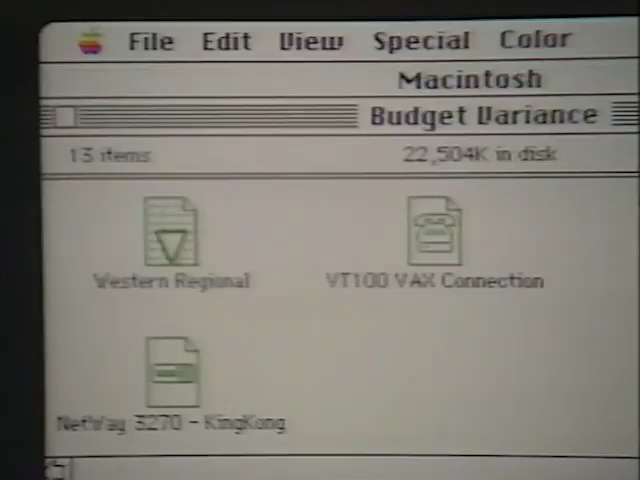 File Edit View Special Color
Macintosh
Budget Variance
13 items 22,504K in disk
Western Regional VT100 VAX Connection
NetWay 3270 - KingKong